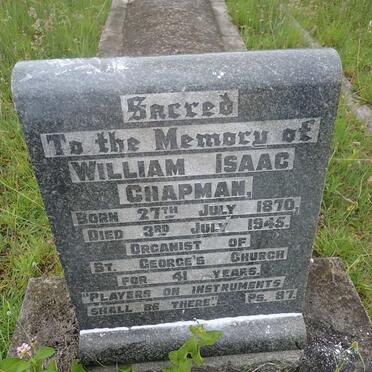 Sacred
To the Memory of
WILLIAM ISAAC
CHAPMAN,
BORN 27TH JULY 1870,
DIED 3RD JULY 1945.
ORGANIST OF
ST. GEORGE'S CHURCH
FOR 41 YEARS.
"PLAYERS ON INSTRUMENTS
SHALL BE THERE" PS. 87.